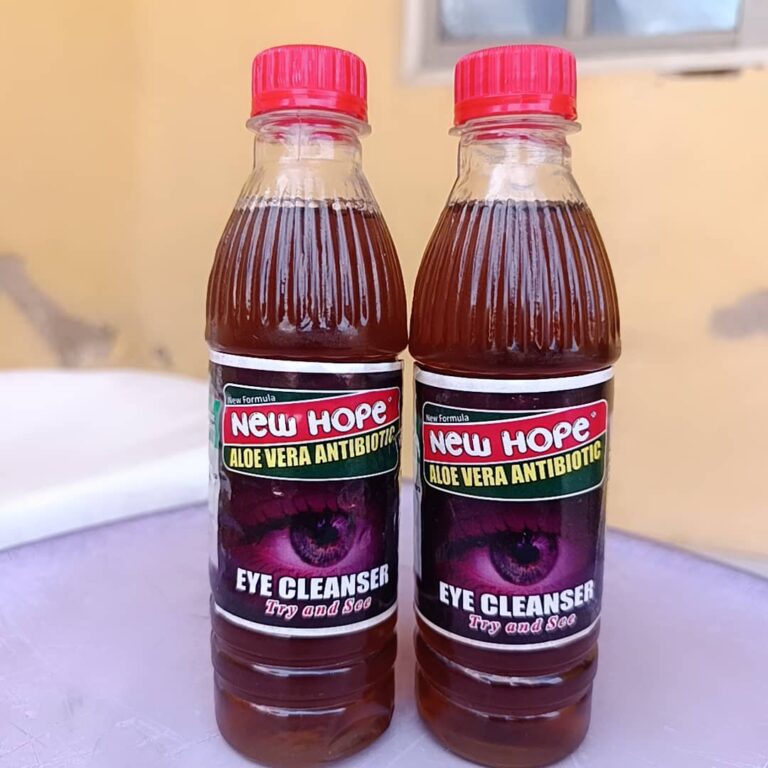 New Formula
New HOPe
ALOE VERA ANTIBIOTIC
EYE CLEANSER
Try and See
New Formula
New HOPe
ALOE VERA ANTIBIOTIC
EYE CLEANSER
Try and See